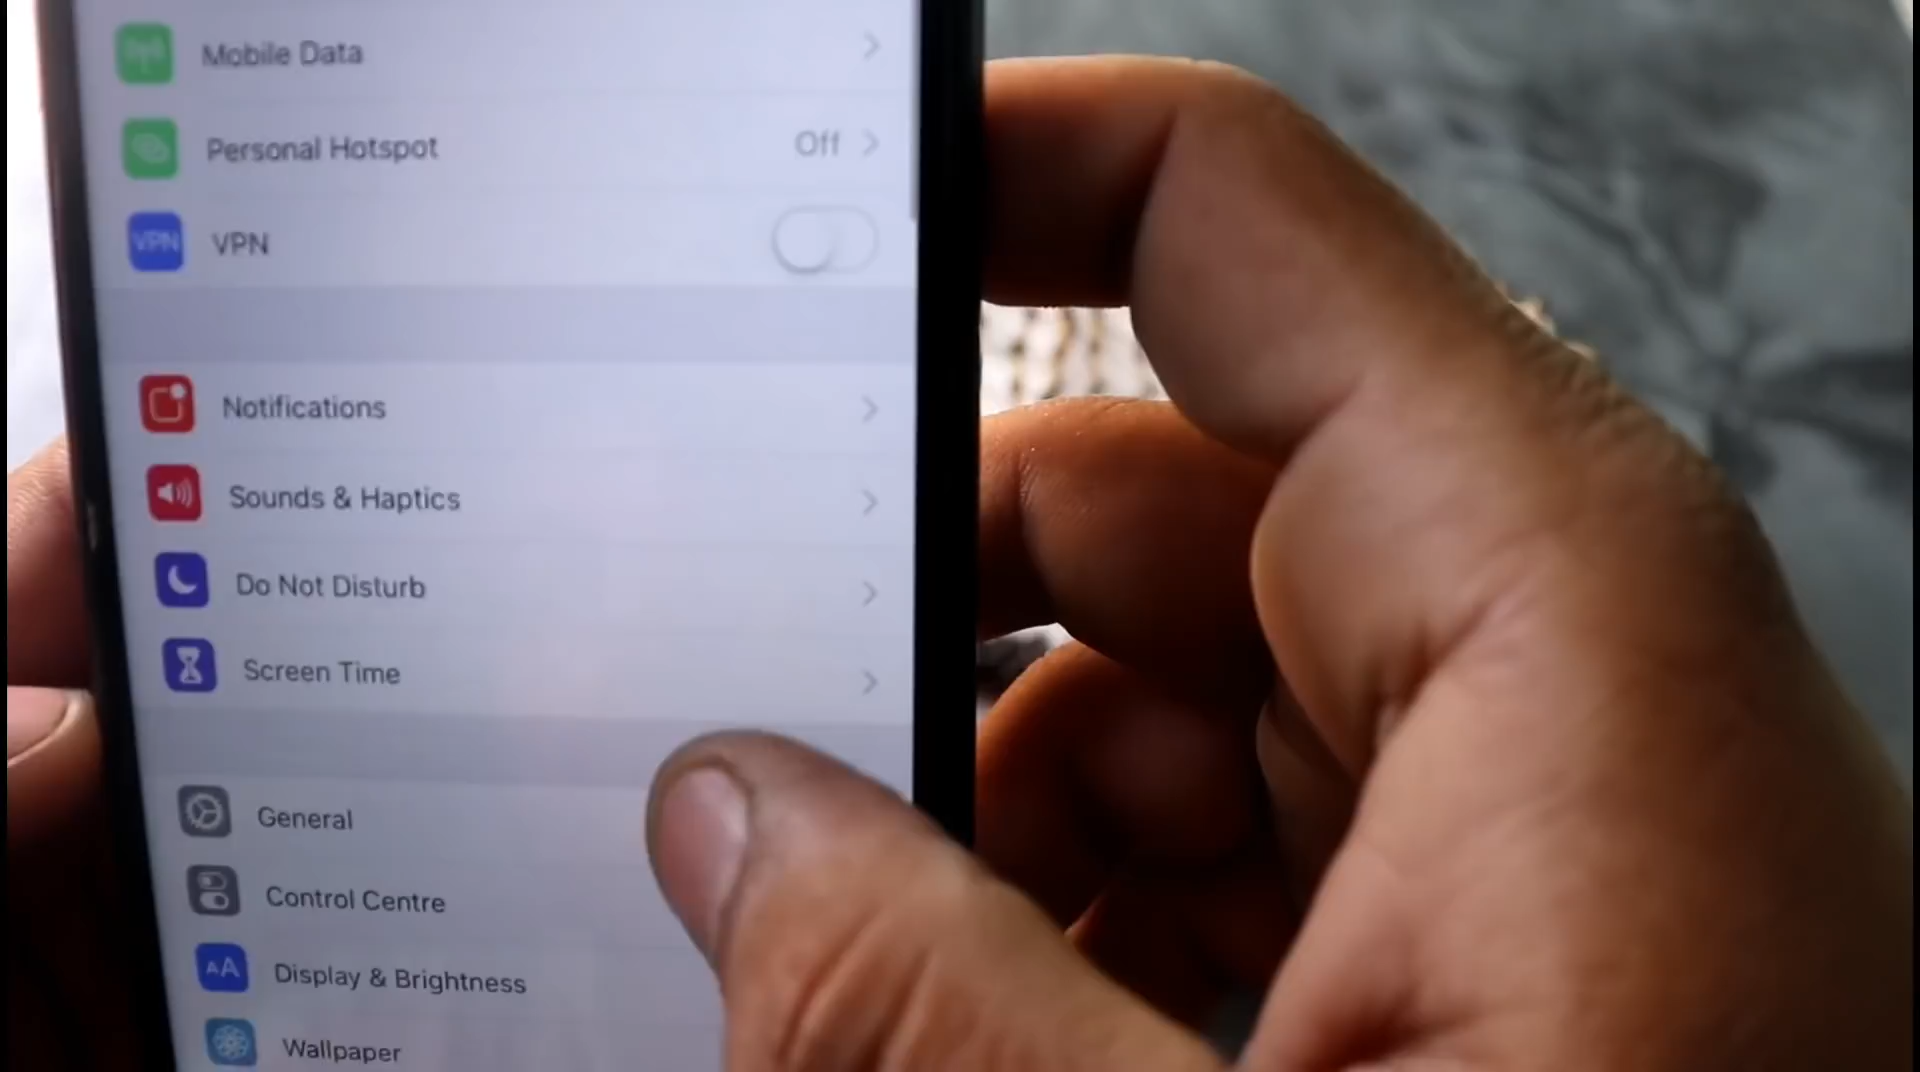 Mobile Data
Personal Hotspot Off
VPN VPN
Notifications
Sounds & Haptics
Do Not Disturb
Screen Time
General
Control Centre
AA Display & Brightness
Wallpaper